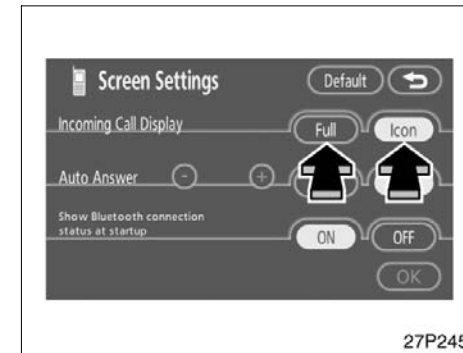 Screen Settings Default
Incoming Call Display Full Icon
Auto Answer - +
Show Bluetooth connection
status at startup ON OFF
OK
27P245